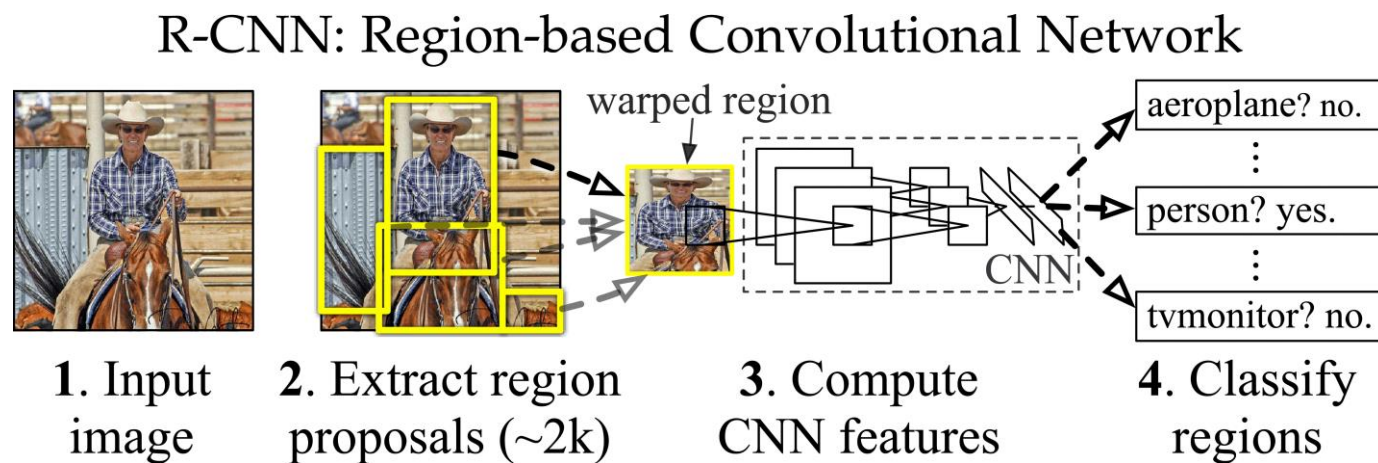 R-CNN: Region-based Convolutional Network
warped region
aeroplane? no.
person? yes.
CNN
tvmonitor? no.
1. Input
image
2. Extract region
proposals (~2k)
3. Compute
CNN features
4. Classify
regions